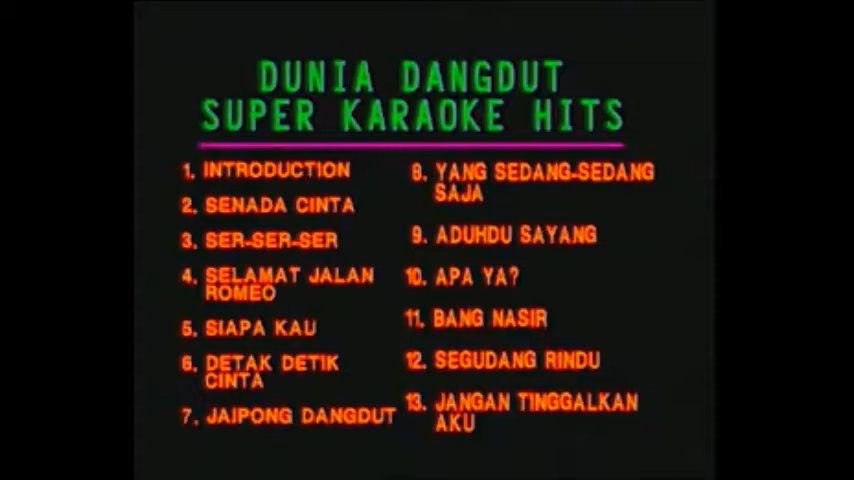 DUNIA DANGDUT
SUPER KARAOKE HITS
1. INTRODUCTION
2. SENADA CINTA
3. SER-SER-SER
4. SELAMAT JALAN
ROMEO
5. SIAPA KAU
6. DETAK DETIK
CINTA
7. JAIPONG DANGDUT
8. YANG SEDANG-SEDANG
SAJA
9. ADUHDU SAYANG
10. APA YA?
11. BANG NASIR
12. SEGUDANG RINDU
13. JANGAN TINGGALKAN
AKU